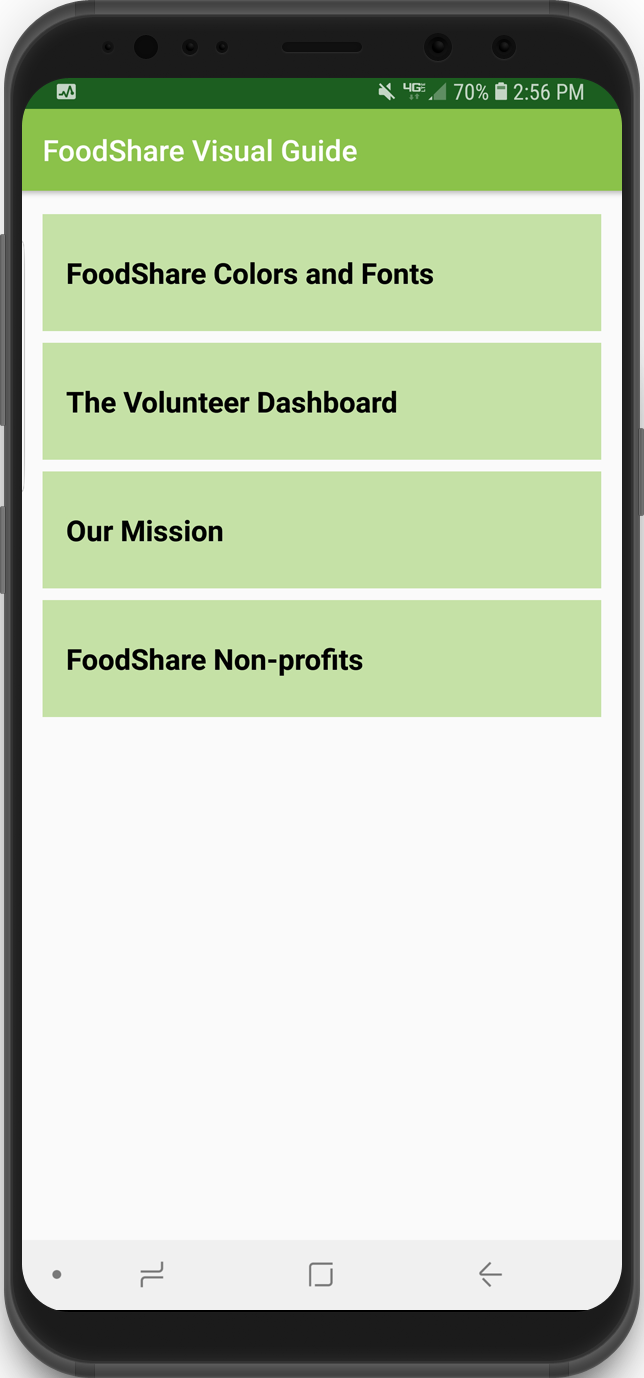 4G 70% 2:56 PM
FoodShare Visual Guide
FoodShare Colors and Fonts
The Volunteer Dashboard
Our Mission
FoodShare Non-profits